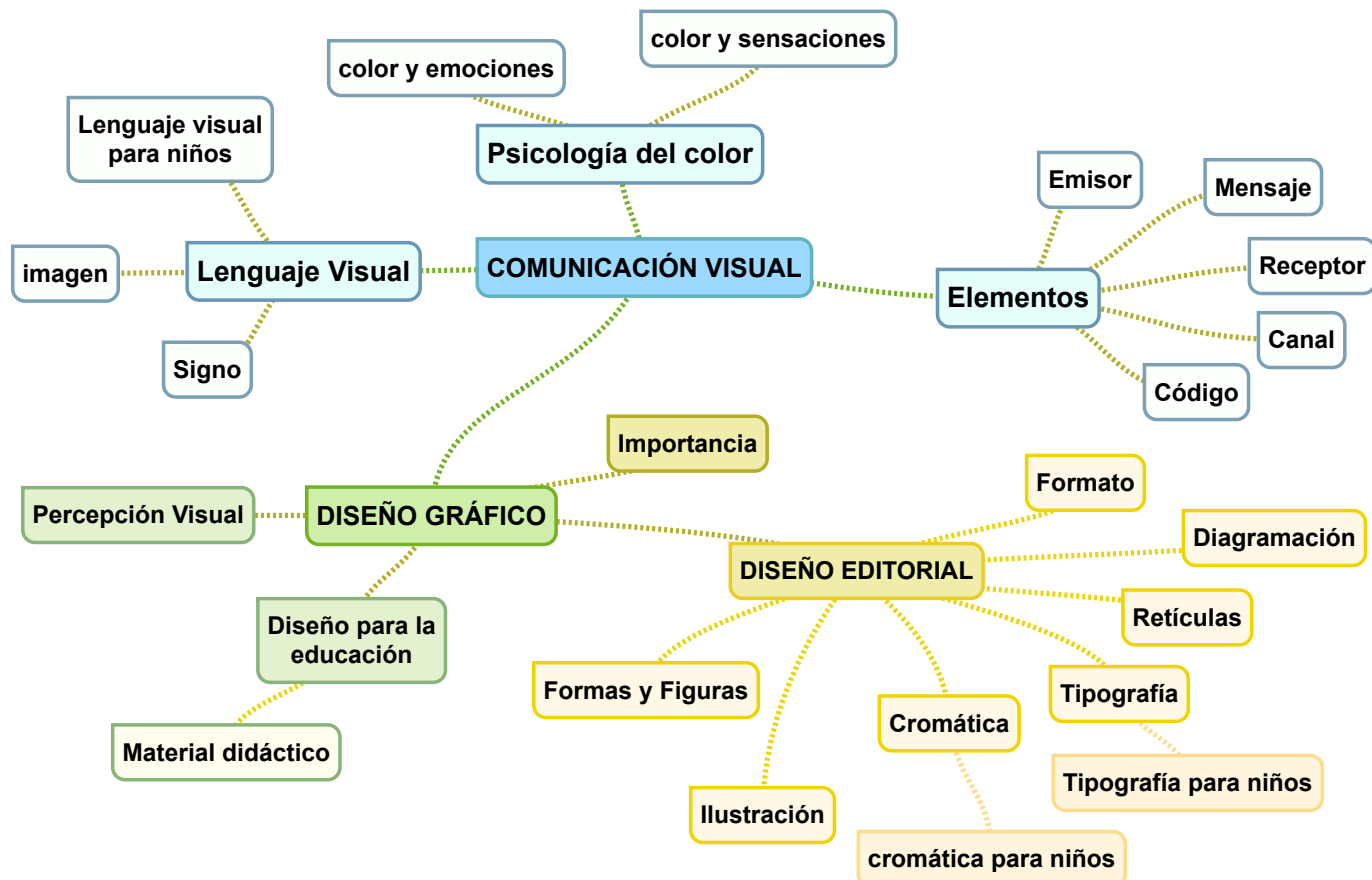 color y sensaciones
color y emociones
Lenguaje visual
para niños
Psicología del color
Emisor
Mensaje
imagen
Lenguaje Visual
COMUNICACIÓN VISUAL
Receptor
Elementos
Canal
Signo
Código
Importancia
Formato
Percepción Visual
DISEÑO GRÁFICO
Diagramación
DISEÑO EDITORIAL
Diseño para la
educación
Retículas
Formas y Figuras
Tipografía
Cromática
Material didáctico
Tipografía para niños
Ilustración
cromática para niños